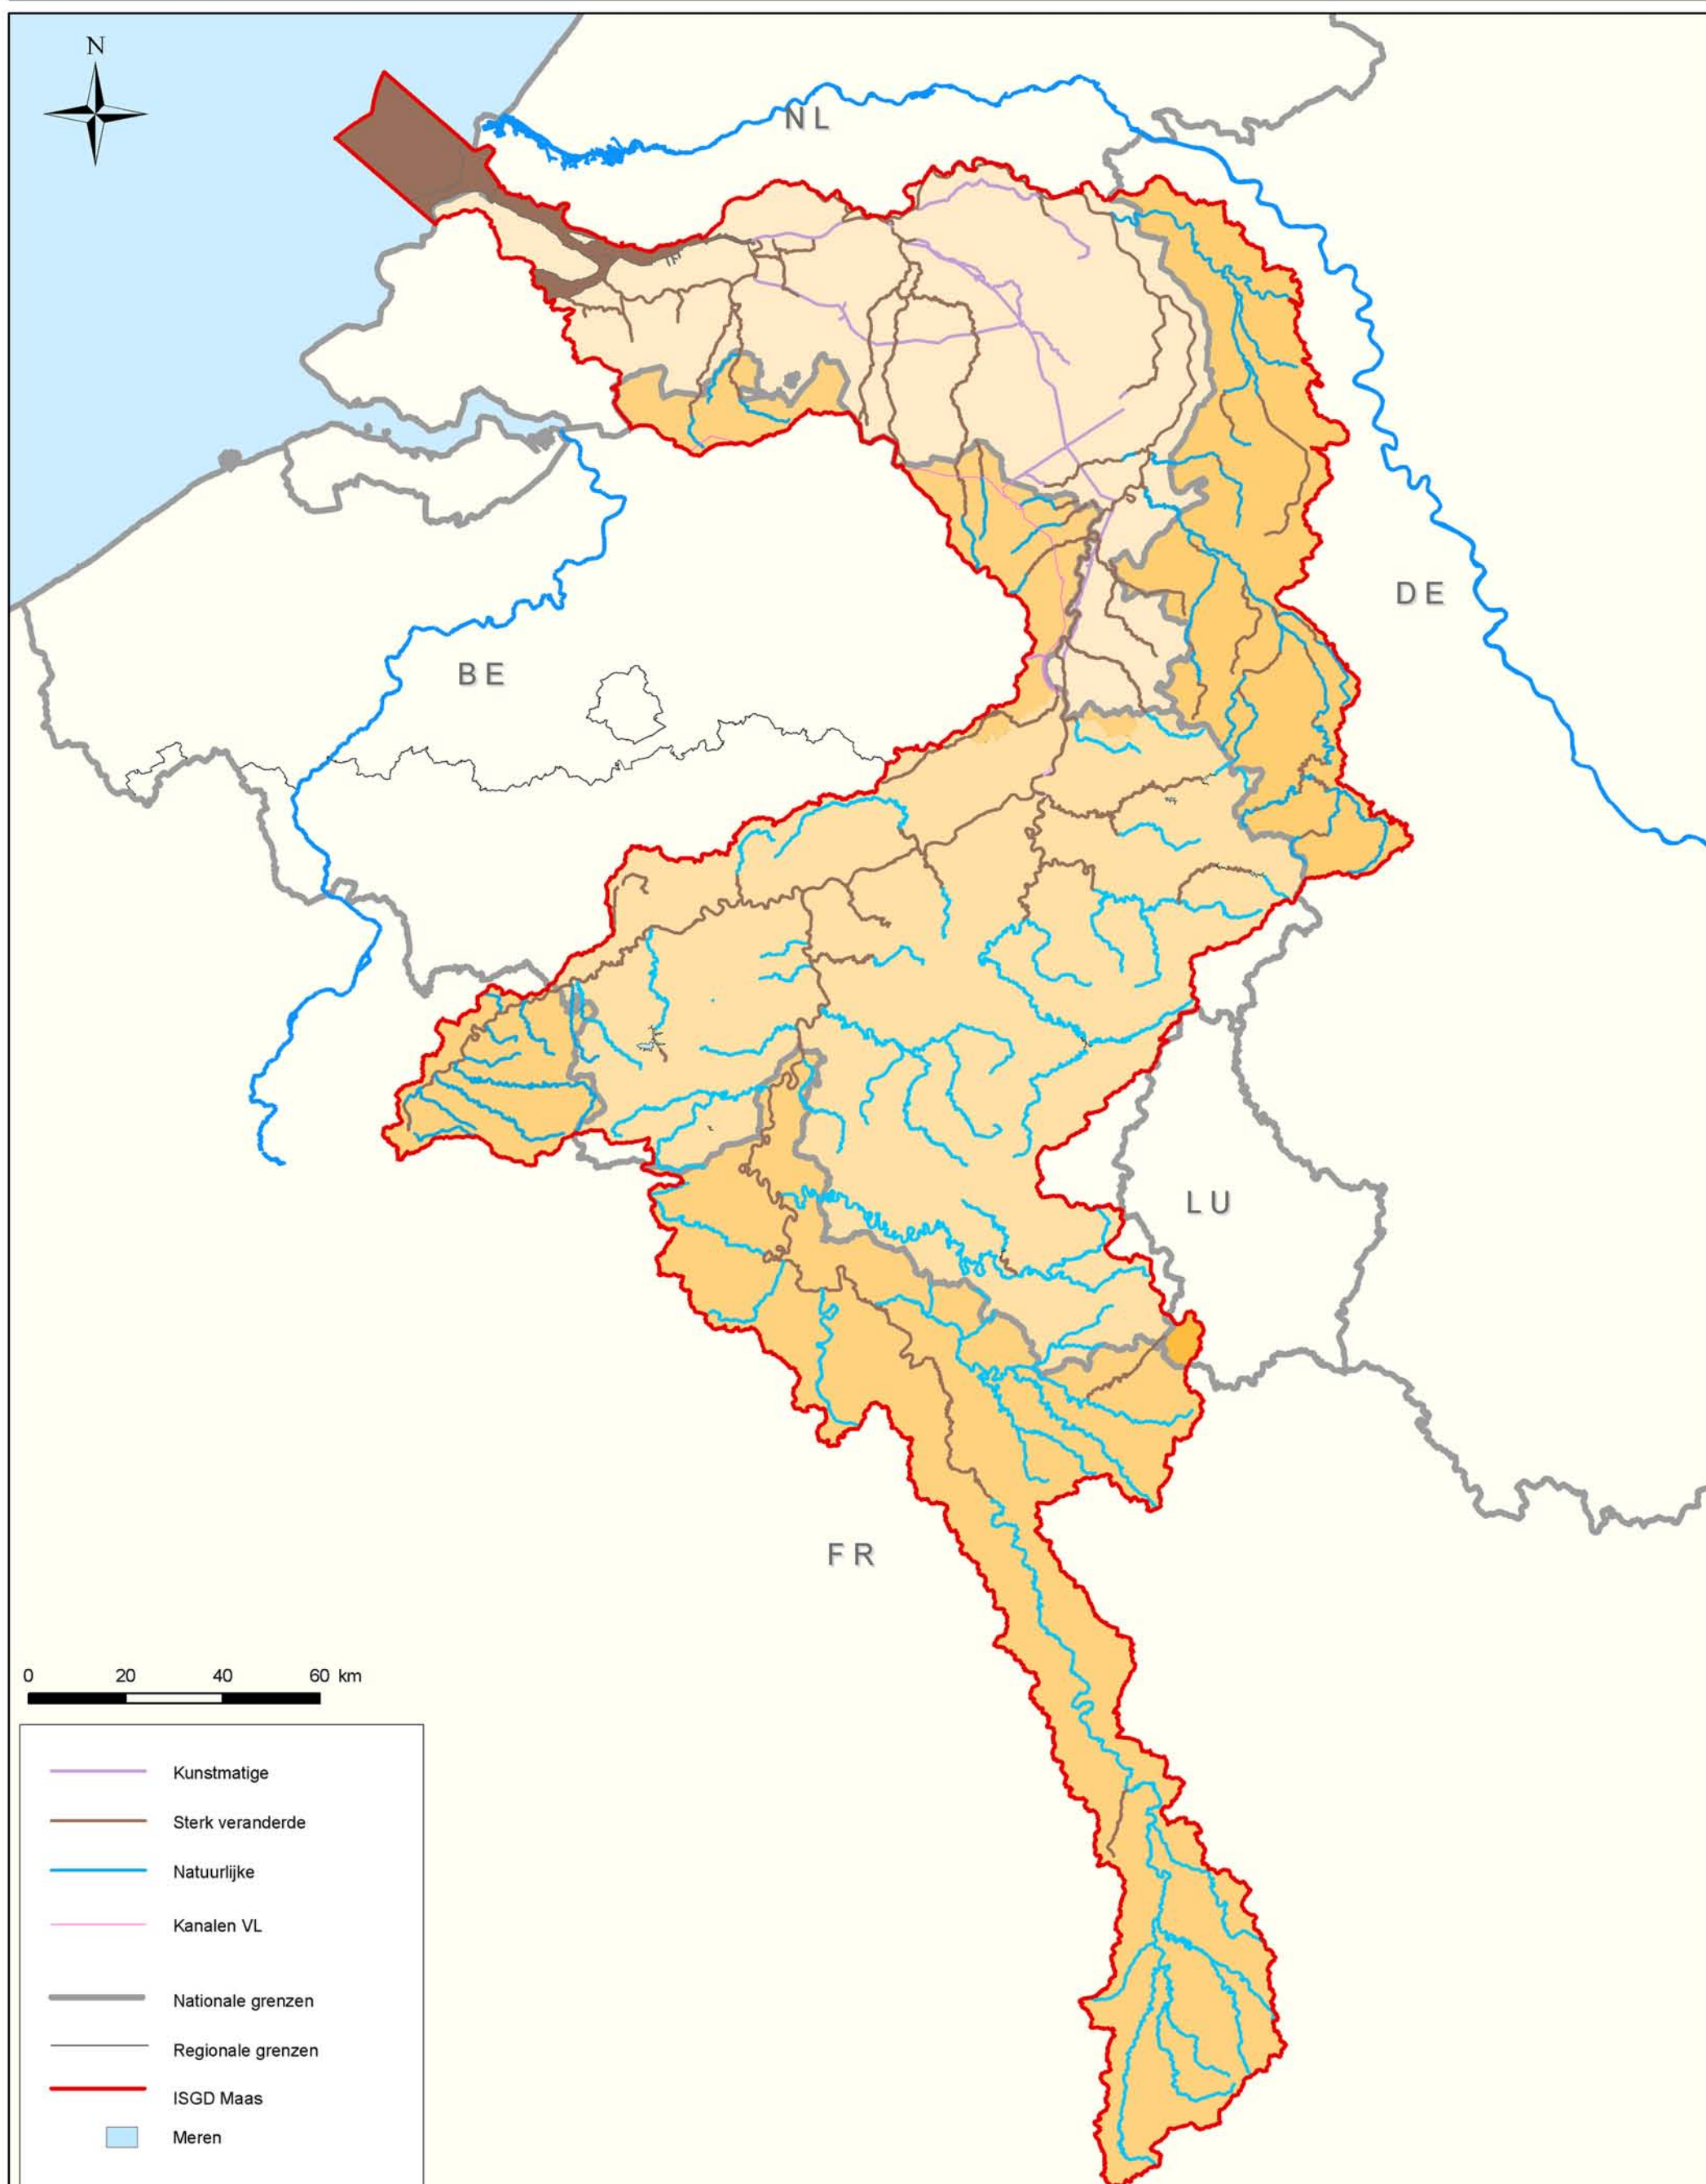 N
NL
DE
BE
LU
FR
0 20 40 60 km
Kunstmatige
Sterk veranderde
Natuurlijke
Kanalen VL
Nationale grenzen
Regionale grenzen
ISGD Maas
Meren